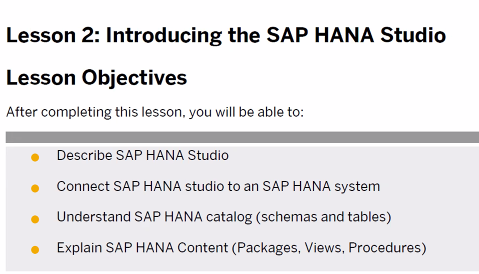 Lesson 2: Introducing the SAP HANA Studio
Lesson Objectives
After completing this lesson, you will be able to:
Describe SAP HANA Studio
Connect SAP HANA studio to an SAP HANA system
Understand SAP HANA catalog (schemas and tables)
Explain SAP HANA Content (Packages, Views, Procedures)